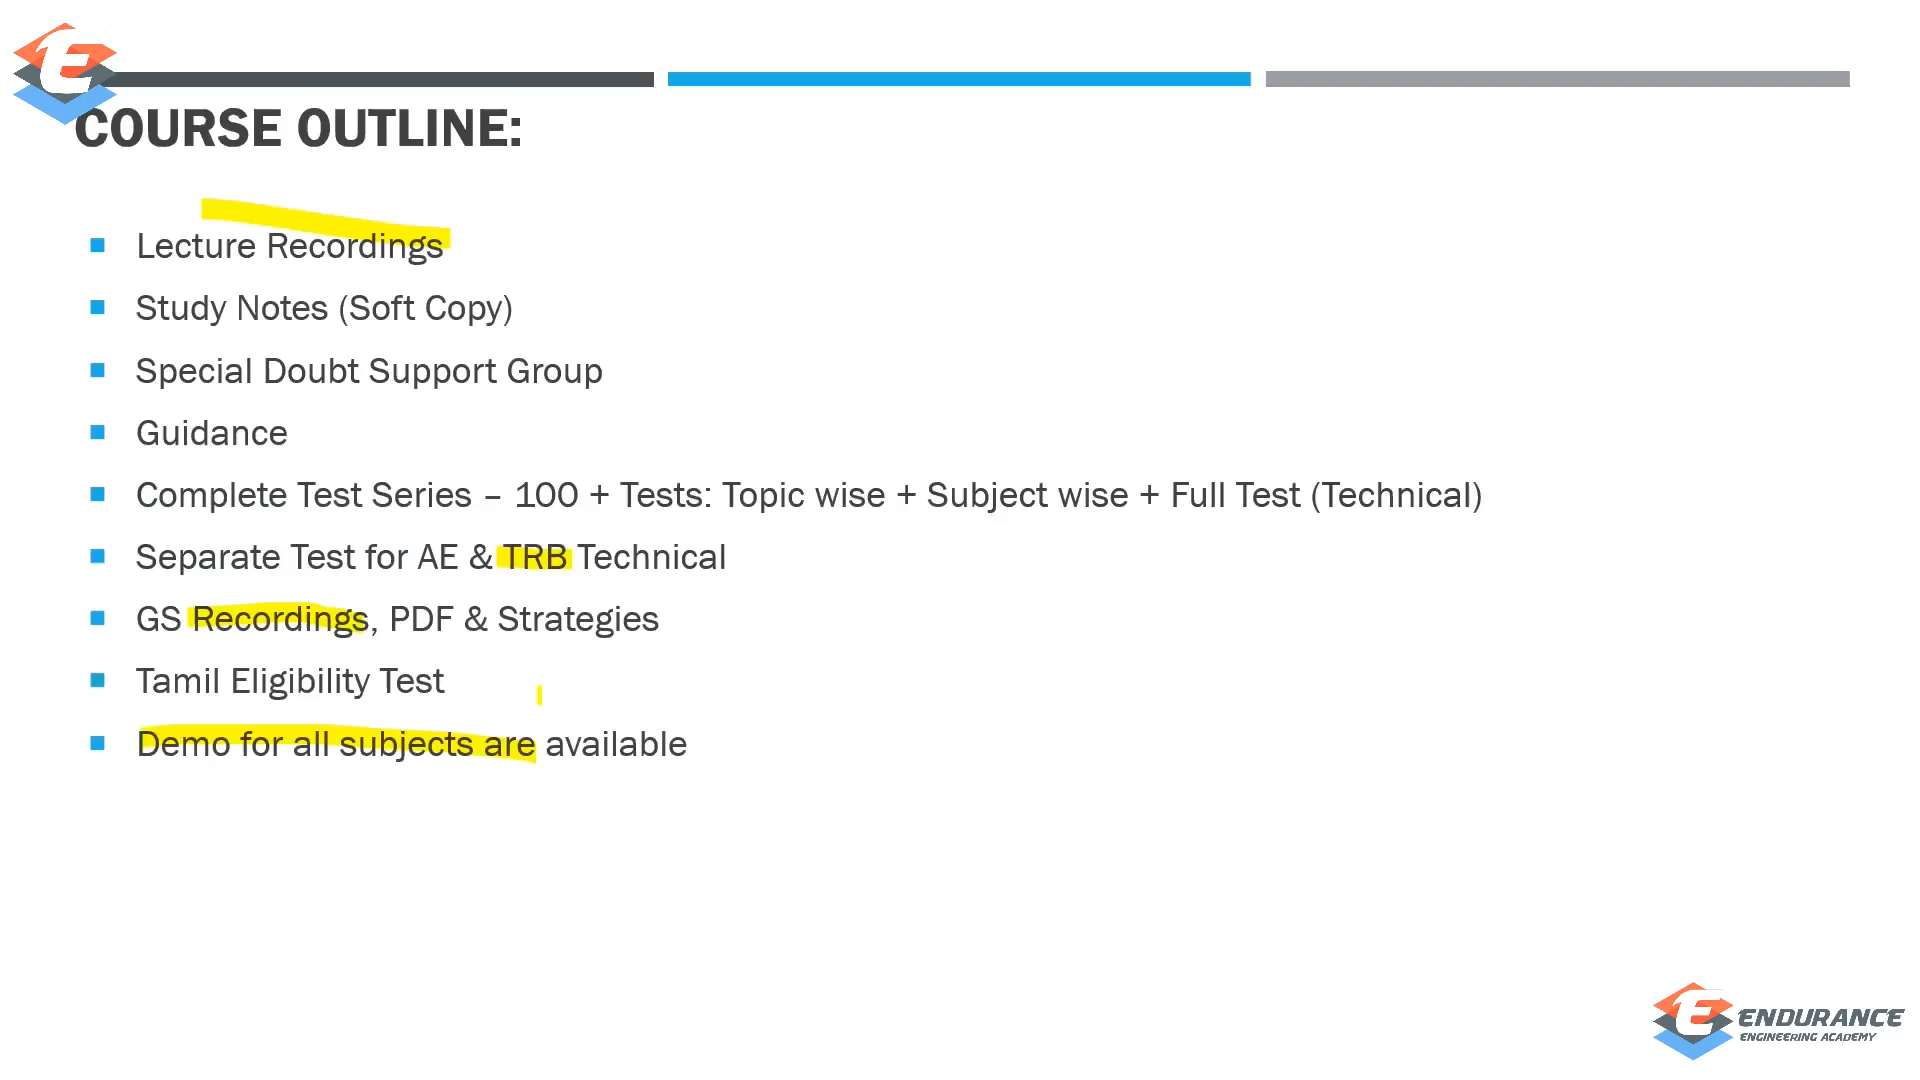 COURSE OUTLINE:
Lecture Recordings
Study Notes (Soft Copy)
Special Doubt Support Group
Guidance
Complete Test Series – 100 + Tests: Topic wise + Subject wise + Full Test (Technical)
Separate Test for AE & TRB Technical
GS Recordings, PDF & Strategies
Tamil Eligibility Test
Demo for all subjects are available
ENDURANCE
ENGINEERING ACADEMY